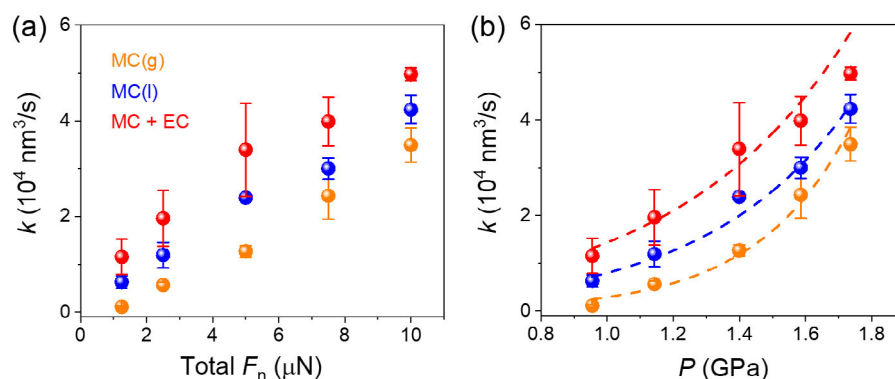 (a)
MC(g)
MC(l)
MC + EC
k (10⁴ nm³/s)
6
4
2
0
0 2 4 6 8 10
Total Fₙ (μN)
(b)
k (10⁴ nm³/s)
6
4
2
0
0.8 1.0 1.2 1.4 1.6 1.8
P (GPa)